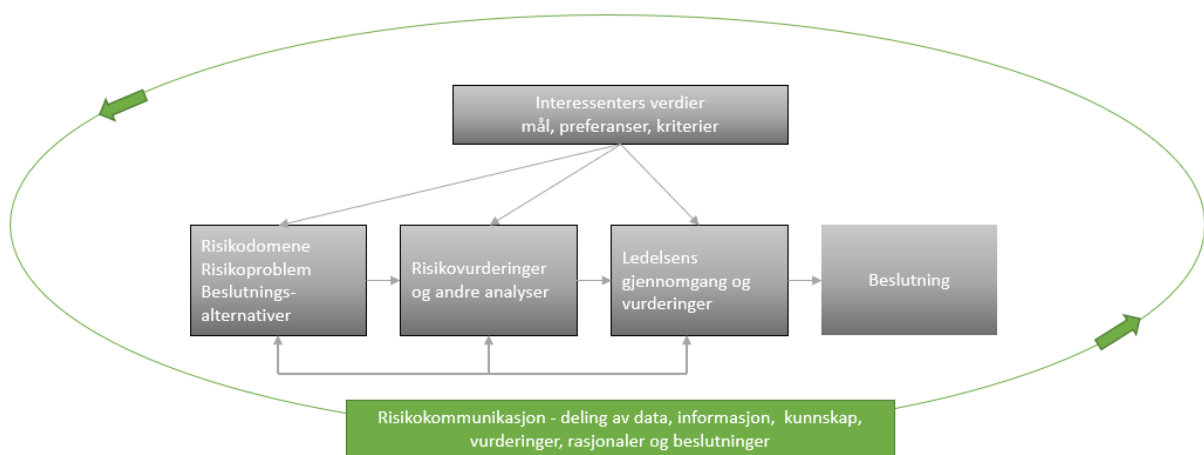 Interessenters verdier
mål, preferanser, kriterier
Risikodomene
Risikoproblem
Beslutnings-
alternativer
Risikovurderinger
og andre analyser
Ledelsens
gjennomgang og
vurderinger
Beslutning
Risikokommunikasjon - deling av data, informasjon, kunnskap,
vurderinger, rasjonaler og beslutninger